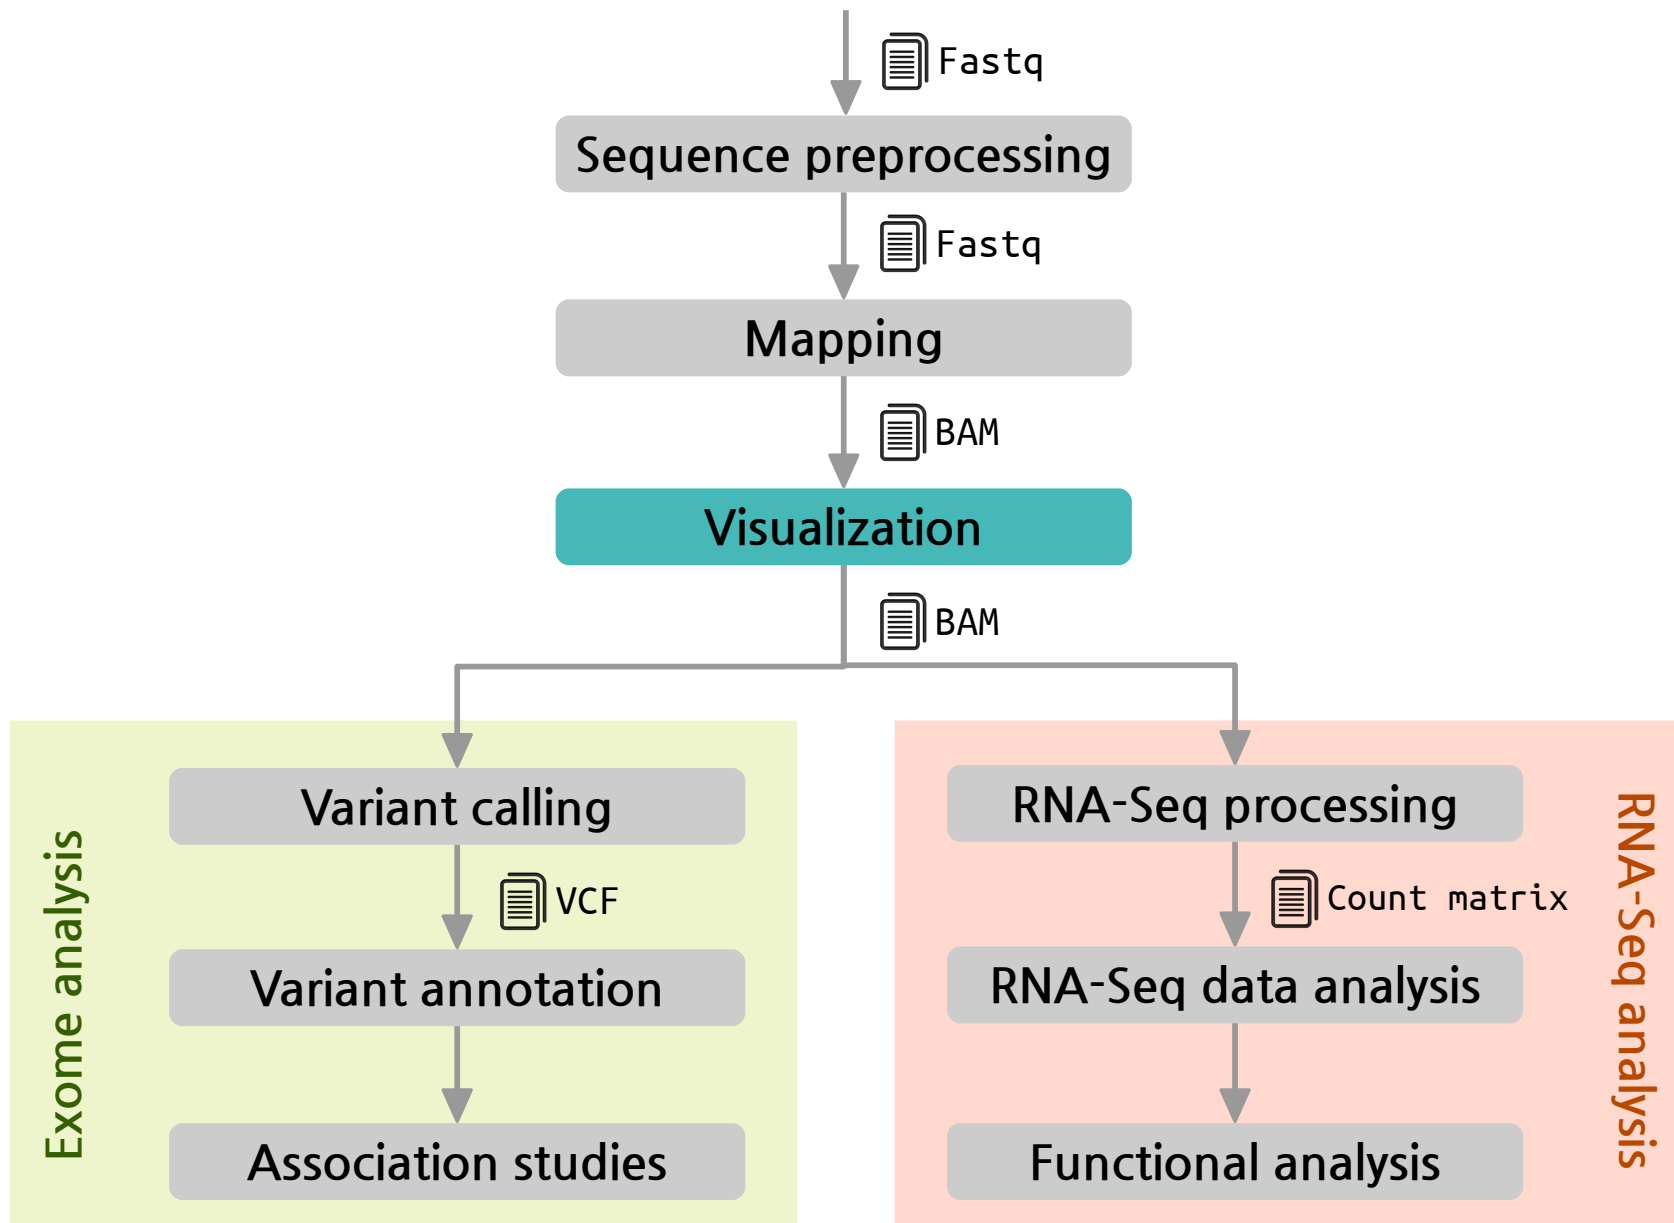 Fastq
Sequence preprocessing
Fastq
Mapping
BAM
Visualization
BAM
Exome analysis
Variant calling
VCF
Variant annotation
Association studies
RNA-Seq processing
Count matrix
RNA-Seq data analysis
Functional analysis
RNA-Seq analysis